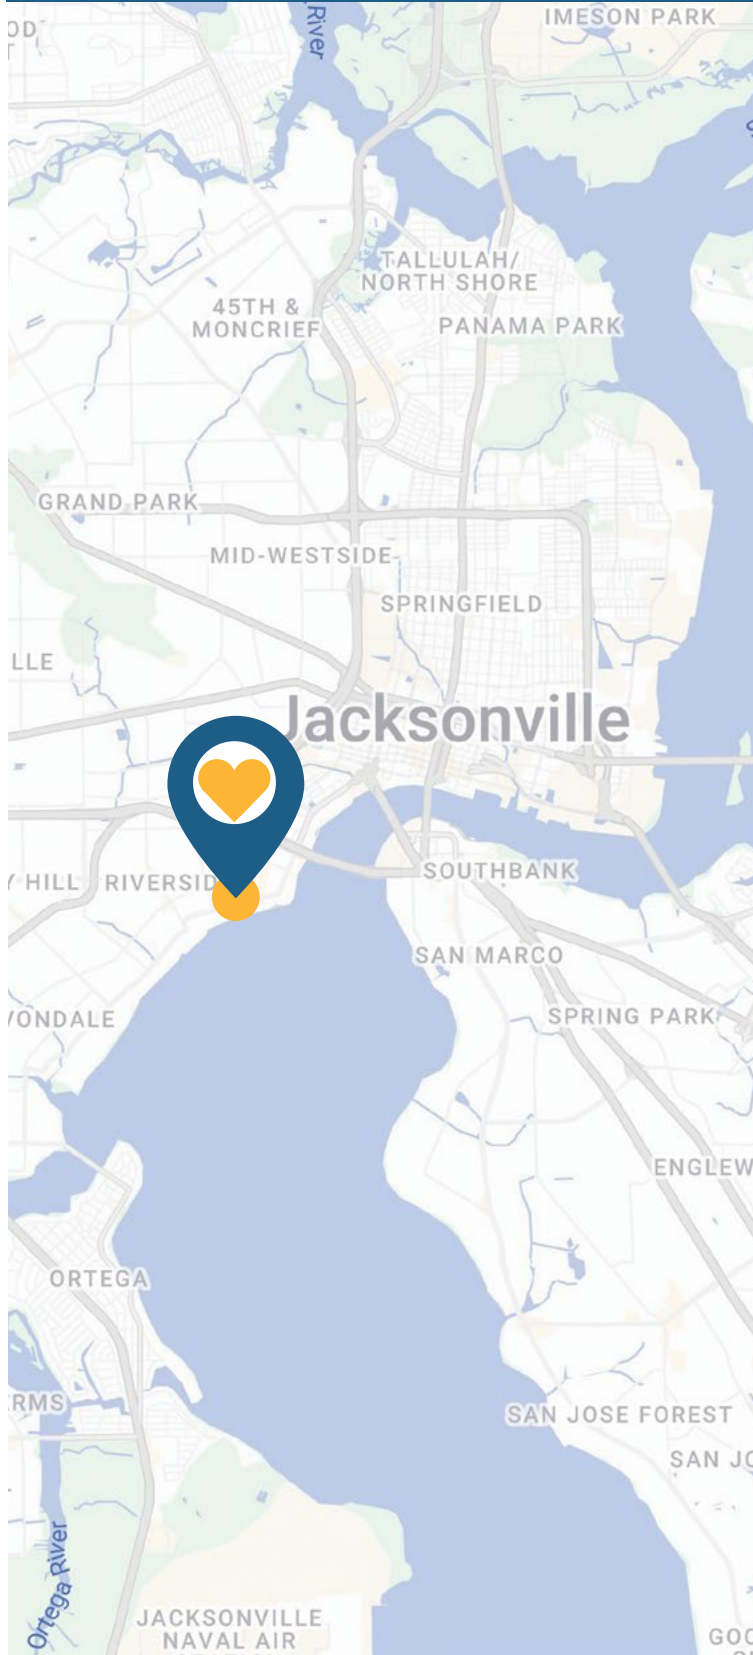 IMESON PARK
OD
River
TALLULAH/
NORTH SHORE
45TH &
MONCRIEF
PANAMA PARK
GRAND PARK
MID-WESTSIDE
SPRINGFIELD
LLE
Jacksonville
HILL
RIVERSID
SOUTHBANK
SAN MARCO
VONDALE
SPRING PARK
ENGLEW
ORTEGA
RMS
SAN JOSE FOREST
SAN JO
Ortega River
JACKSONVILLE
NAVAL AIR
GOO